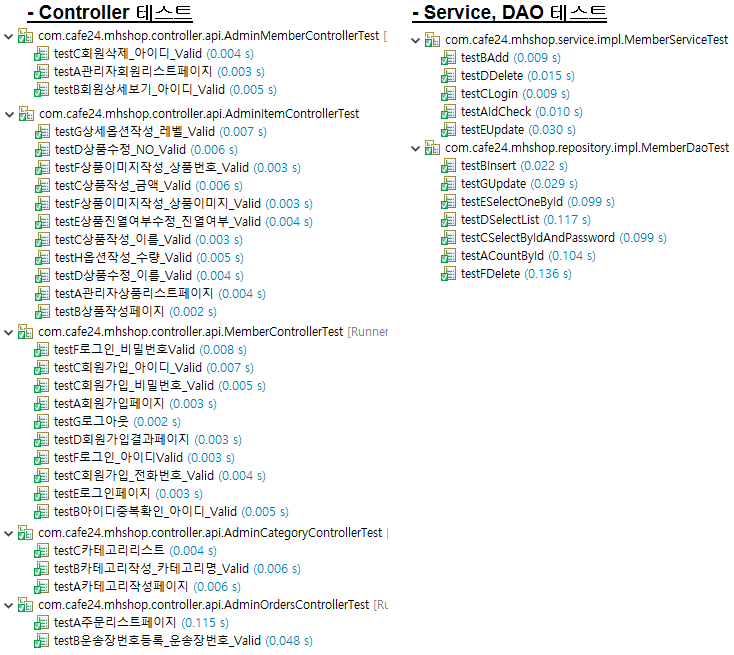 - Controller 테스트
com.cafe24.mhshop.controller.api.AdminMemberControllerTest [
testC회원삭제_아이디_Valid (0.004 s)
testA관리자회원리스트페이지 (0.003 s)
testB회원상세보기_아이디_Valid (0.005 s)
com.cafe24.mhshop.controller.api.AdminItemControllerTest
testG상세옵션작성_레벨_Valid (0.007 s)
testD상품수정_NO_Valid (0.006 s)
testF상품이미지작성_상품번호_Valid (0.003 s)
testC상품작성_금액_Valid (0.006 s)
testF상품이미지작성_상품이미지_Valid (0.003 s)
testE상품진열여부수정_진열여부_Valid (0.004 s)
testC상품작성_이름_Valid (0.003 s)
testH옵션작성_수량_Valid (0.005 s)
testD상품수정_이름_Valid (0.004 s)
testA관리자상품리스트페이지 (0.004 s)
testB상품작성페이지 (0.002 s)
com.cafe24.mhshop.controller.api.MemberControllerTest [Runner
testF로그인_비밀번호Valid (0.008 s)
testC회원가입_아이디_Valid (0.007 s)
testC회원가입_비밀번호_Valid (0.005 s)
testA회원가입페이지 (0.003 s)
testG로그아웃 (0.002 s)
testD회원가입결과페이지 (0.003 s)
testF로그인_아이디Valid (0.003 s)
testC회원가입_전화번호_Valid (0.004 s)
testE로그인페이지 (0.003 s)
testB아이디중복확인_아이디_Valid (0.005 s)
com.cafe24.mhshop.controller.api.AdminCategoryControllerTest [
testC카테고리리스트 (0.004 s)
testB카테고리작성_카테고리명_Valid (0.006 s)
testA카테고리작성페이지 (0.006 s)
com.cafe24.mhshop.controller.api.AdminOrdersControllerTest [Ru
testA주문리스트페이지 (0.115 s)
testB운송장번호등록_운송장번호_Valid (0.048 s)
- Service, DAO 테스트
com.cafe24.mhshop.service.impl.MemberServiceTest
testBAdd (0.009 s)
testDDelete (0.015 s)
testCLogin (0.009 s)
testAIdCheck (0.010 s)
testEUpdate (0.030 s)
com.cafe24.mhshop.repository.impl.MemberDaoTest
testBInsert (0.022 s)
testGUpdate (0.029 s)
testESelectOneById (0.099 s)
testDSelectList (0.117 s)
testCSelectByIdAndPassword (0.099 s)
testACountById (0.104 s)
testFDelete (0.136 s)